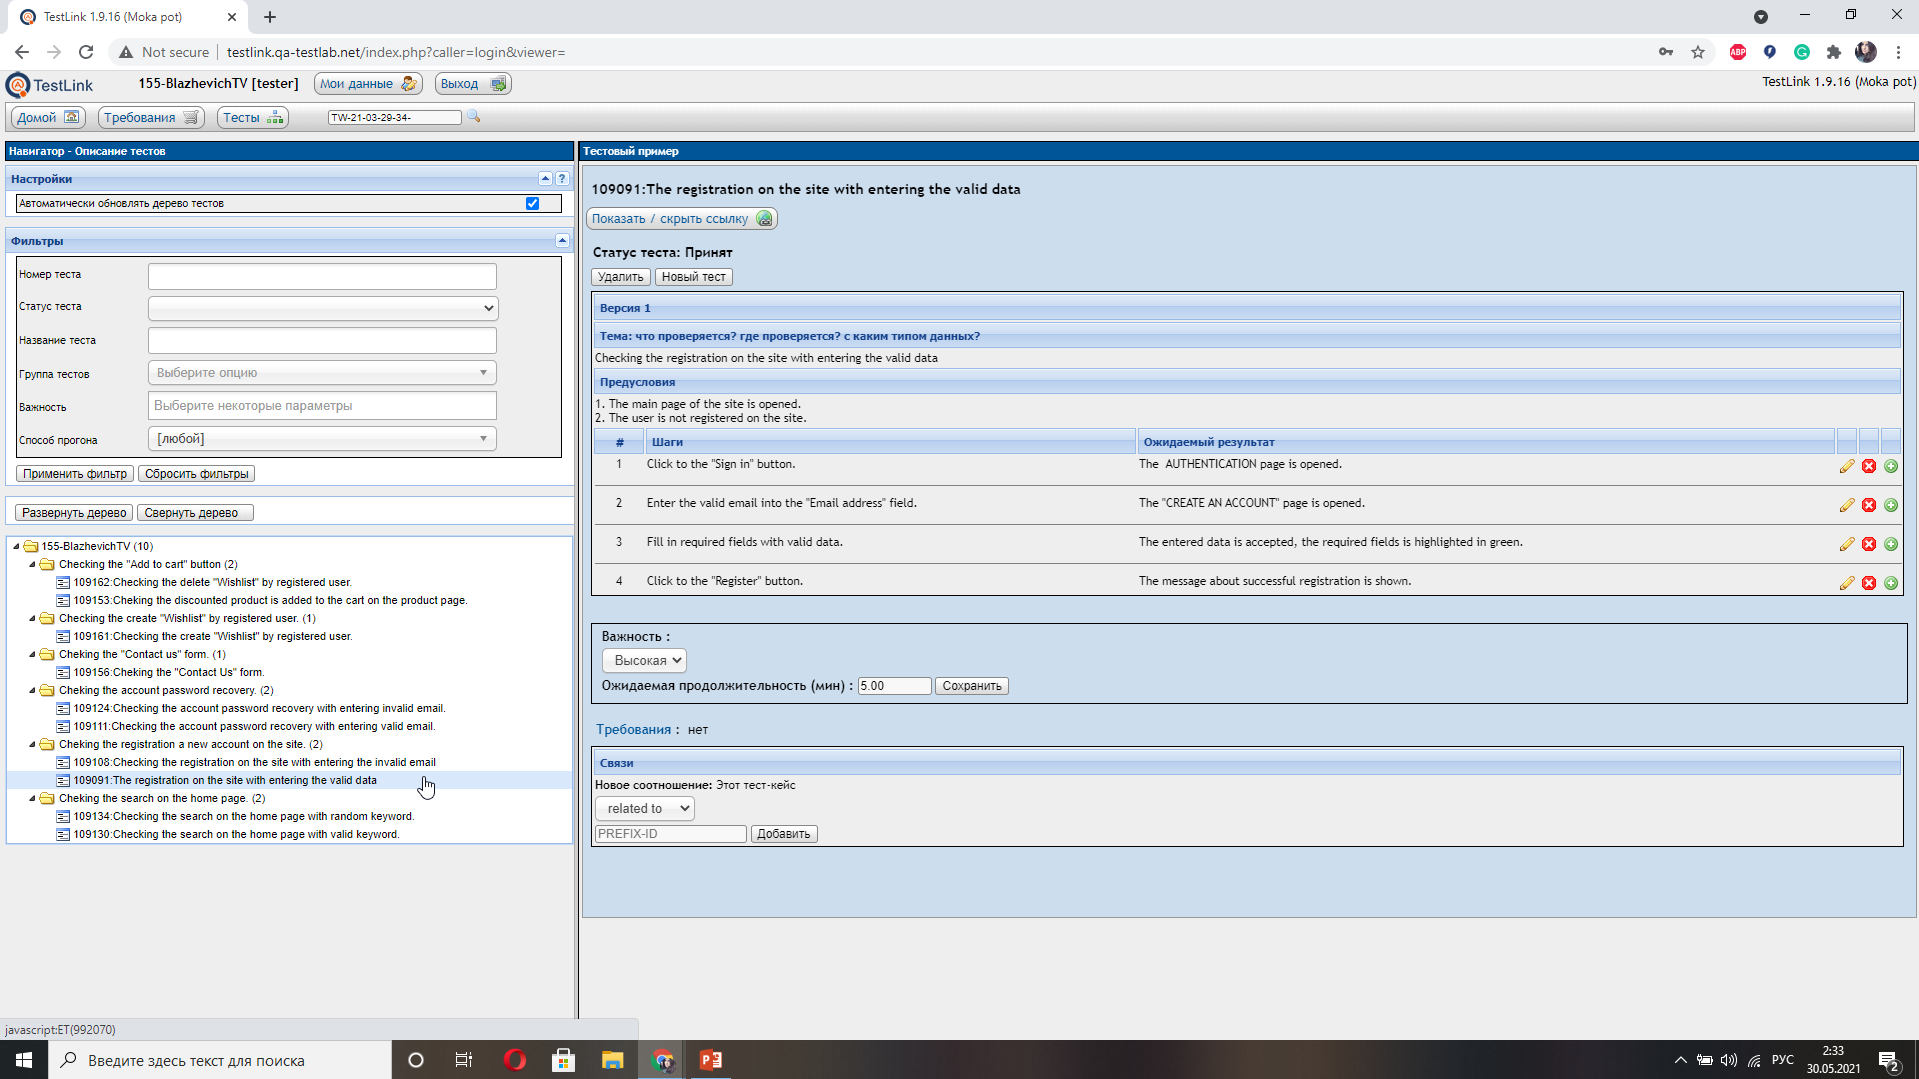 TestLink 1.9.16 (Moka pot)
Not secure testlink.qa-testlab.net/index.php?caller=login&viewer=
ABP
TestLink 155-BlazhevichTV [tester] Мои данные Выход TestLink 1.9.16 (Moka pot)
Домой Требования Тесты TW-21-03-29-34-
Навигатор - Описание тестов
Настройки
?
Автоматически обновлять дерево тестов
Фильтры
Номер теста
Статус теста
Название теста
Группа тестов Выберите опцию
Важность Выберите некоторые параметры
Способ прогона [любой]
Применить фильтр Сбросить фильтры
Развернуть дерево Свернуть дерево
155-BlazhevichTV (10)
Checking the "Add to cart" button (2)
109162:Checking the delete "Wishlist" by registered user.
109153:Cheking the discounted product is added to the cart on the product page.
Checking the create "Wishlist" by registered user. (1)
109161:Checking the create "Wishlist" by registered user.
Cheking the "Contact us" form. (1)
109156:Cheking the "Contact Us" form.
Cheking the account password recovery. (2)
109124:Checking the account password recovery with entering invalid email.
109111:Checking the account password recovery with entering valid email.
Cheking the registration a new account on the site. (2)
109108:Checking the registration on the site with entering the invalid email
109091:The registration on the site with entering the valid data
Cheking the search on the home page. (2)
109134:Checking the search on the home page with random keyword.
109130:Checking the search on the home page with valid keyword.
Тестовый пример
109091:The registration on the site with entering the valid data
Показать / скрыть ссылку
Статус теста: Принят
Удалить Новый тест
Версия 1
Тема: что проверяется? где проверяется? с каким типом данных?
Checking the registration on the site with entering the valid data
Предусловия
1. The main page of the site is opened.
2. The user is not registered on the site.
# Шаги Ожидаемый результат
1 Click to the "Sign in" button. The AUTHENTICATION page is opened.
2 Enter the valid email into the "Email address" field. The "CREATE AN ACCOUNT" page is opened.
3 Fill in required fields with valid data. The entered data is accepted, the required fields is highlighted in green.
4 Click to the "Register" button. The message about successful registration is shown.
Важность :
Высокая
Ожидаемая продолжительность (мин) : 5.00 Сохранить
Требования : нет
Связи
Новое соотношение: Этот тест-кейс
related to
PREFIX-ID Добавить
javascript:ET(992070)
Введите здесь текст для поиска
РУС
2:33
30.05.2021
2